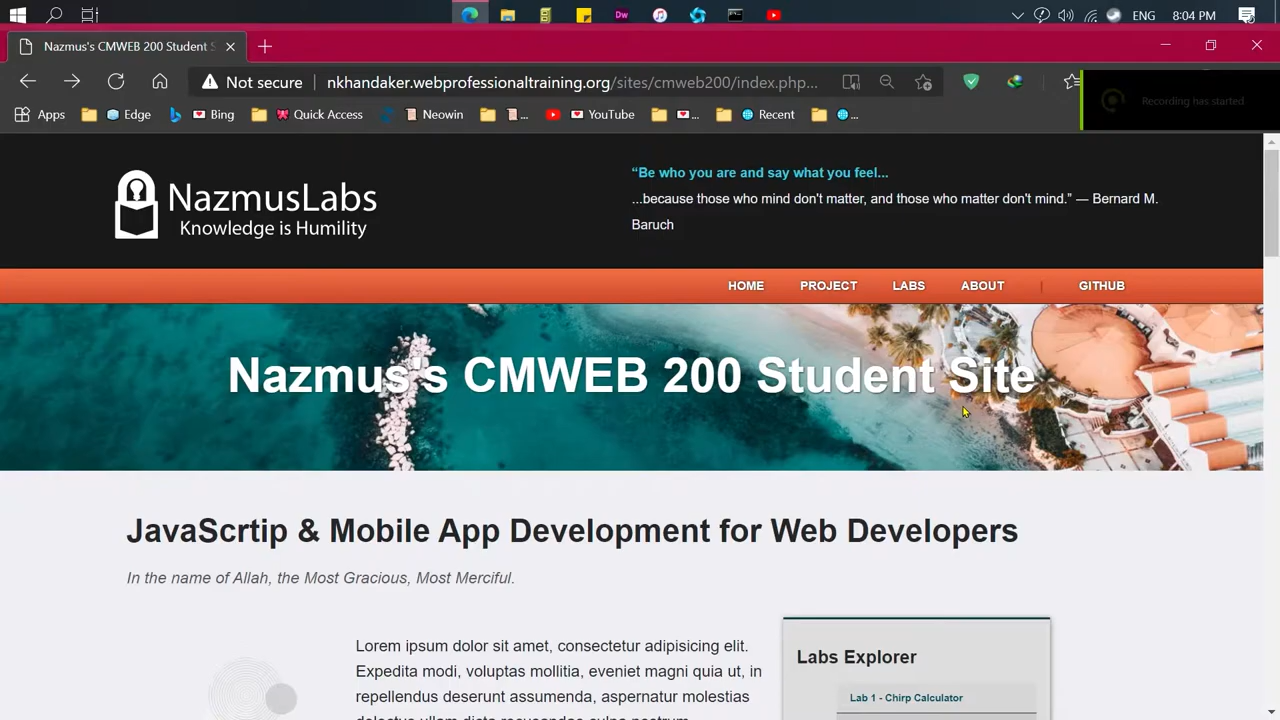 ENG
8:04 PM
Nazmus's CMWEB 200 Student S
Not secure
nkhandaker.webprofessionaltraining.org/sites/cmweb200/index.php...
Recording has started
Apps
Edge
Bing
Quick Access
Neowin
...
YouTube
...
Recent
...
NazmusLabs
Knowledge is Humility
“Be who you are and say what you feel...
...because those who mind don't matter, and those who matter don't mind.” — Bernard M.
Baruch
HOME PROJECT LABS ABOUT | GITHUB
Nazmus's CMWEB 200 Student Site
JavaScrtip & Mobile App Development for Web Developers
In the name of Allah, the Most Gracious, Most Merciful.
Lorem ipsum dolor sit amet, consectetur adipisicing elit.
Expedita modi, voluptas mollitia, eveniet magni quia ut, in
repellendus deserunt assumenda, aspernatur molestias
Labs Explorer
Lab 1 - Chirp Calculator